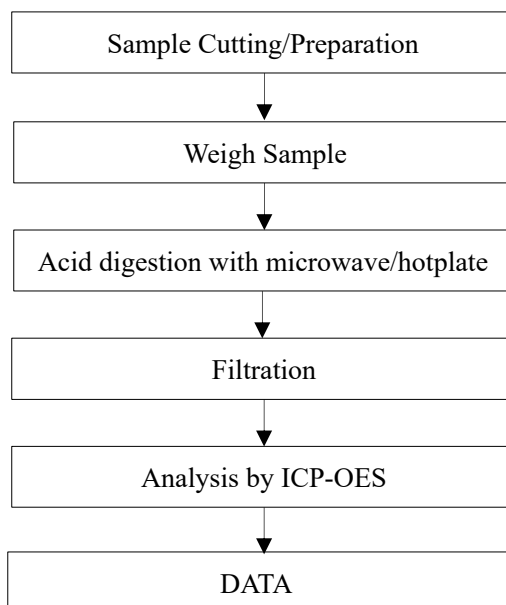 Sample Cutting/Preparation
Weigh Sample
Acid digestion with microwave/hotplate
Filtration
Analysis by ICP-OES
DATA